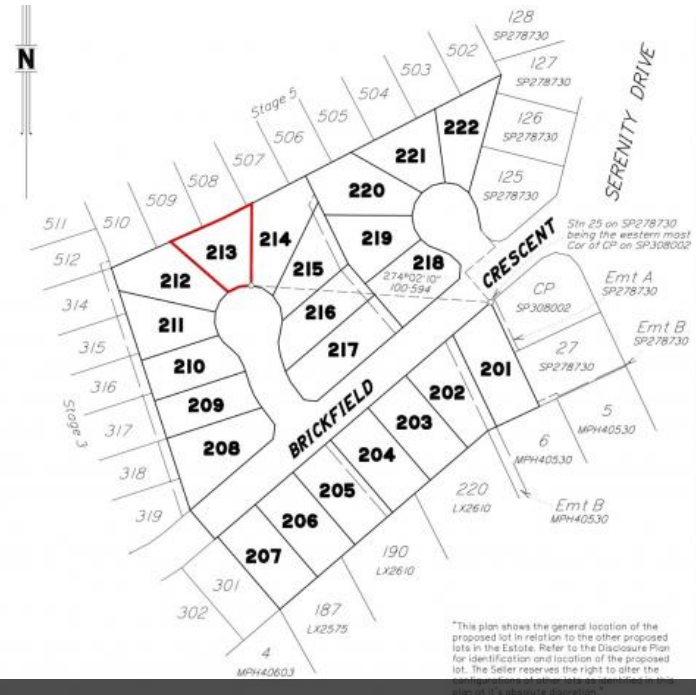 128
SP278730
502
127
SP278730
503
504
Stage 5
505
506
126
SP278730
SERENITY DRIVE
N
222
221
507
508
509
220
125
SP278730
510
511
512
213
214
219
218
CRESCENT
Stn 25 on SP278730
being the western most
Cor of CP on SP308002
212
215
274°02'10"
100·594
CP
SP308002
Emt A
SP278730
314
211
216
Emt B
SP278730
315
210
217
27
SP278730
201
316
209
BRICKFIELD
202
5
MPH40530
Stage 3
317
208
203
6
MPH40530
318
204
220
LX2610
319
205
Emt B
MPH40530
206
207
190
LX2610
301
302
187
LX2575
4
MPH40603
"This plan shows the general location of the
proposed lot in relation to the other proposed
lots in the Estate. Refer to the Disclosure Plan
for identification and location of the proposed
lot. The Seller reserves the right to alter the
configurations of other lots as identified in this
plan at it's absolute discretion.